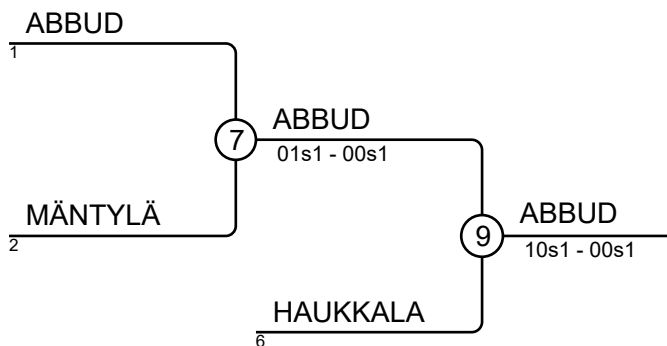 ABBUD
1
7
ABBUD
01s1 - 00s1
MÄNTYLÄ
2
9
ABBUD
10s1 - 00s1
HAUKKALA
6